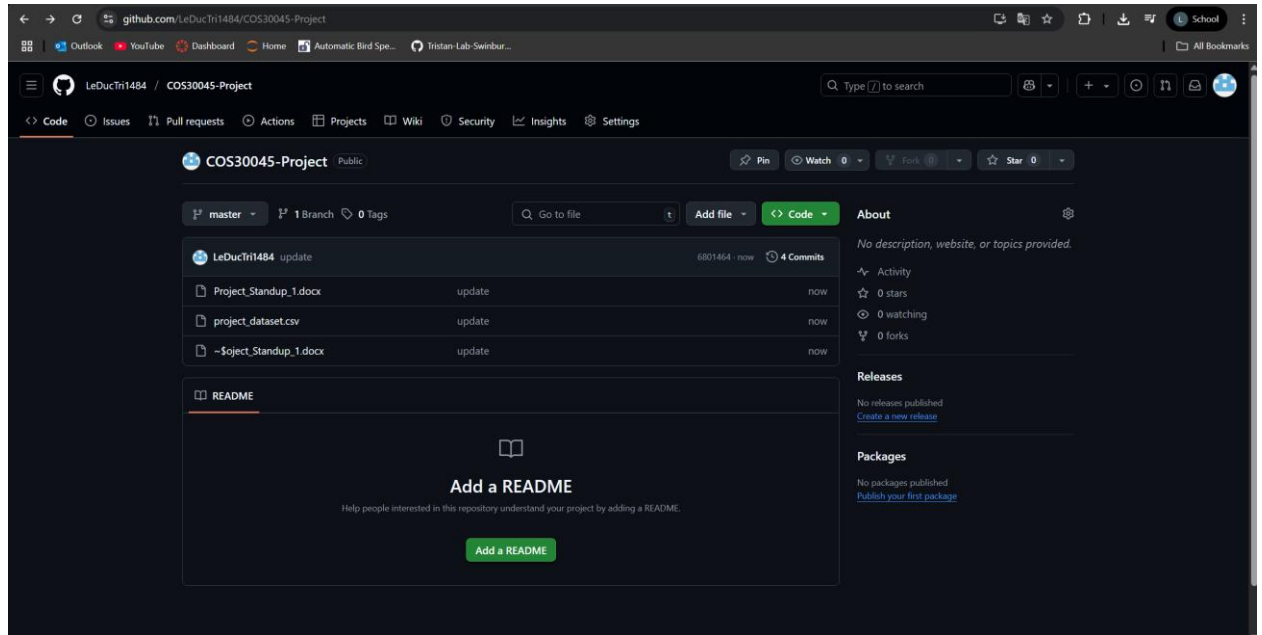 github.com/LeDucTri1484/COS30045-Project
L School
Outlook YouTube Dashboard Home Automatic Bird Spe... Tristan-Lab-Swinbur... All Bookmarks
LeDucTri1484 / COS30045-Project Type / to search
<> Code Issues Pull requests Actions Projects Wiki Security Insights Settings
COS30045-Project Public Pin Watch 0 Fork 0 Star 0
master 1 Branch 0 Tags Go to file t Add file <> Code About
No description, website, or topics provided.
LeDucTri1484 update 6801464 · now 4 Commits
Activity
Project_Standup_1.docx update now 0 stars
project_dataset.csv update now 0 watching
~$oject_Standup_1.docx update now 0 forks
README
Releases
No releases published
Create a new release
Add a README
Help people interested in this repository understand your project by adding a README.
Add a README
Packages
No packages published
Publish your first package